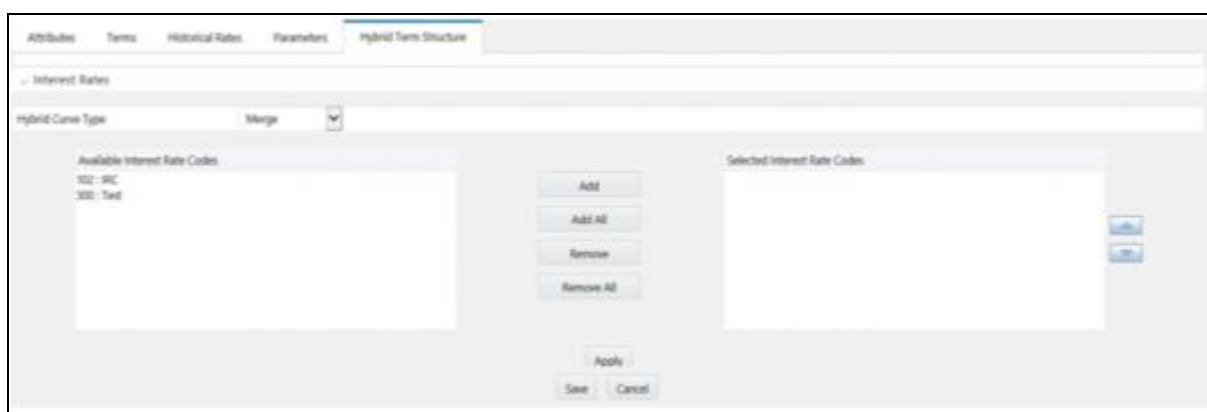 Attributes Terms Historical Rates Parameters Hybrid Term Structure
Interest Rates
Hybrid Curve Type Merge
Available Interest Rate Codes Selected Interest Rate Codes
102 : IRC
300 : Test
Add
Add All
Remove
Remove All
Apply
Save Cancel